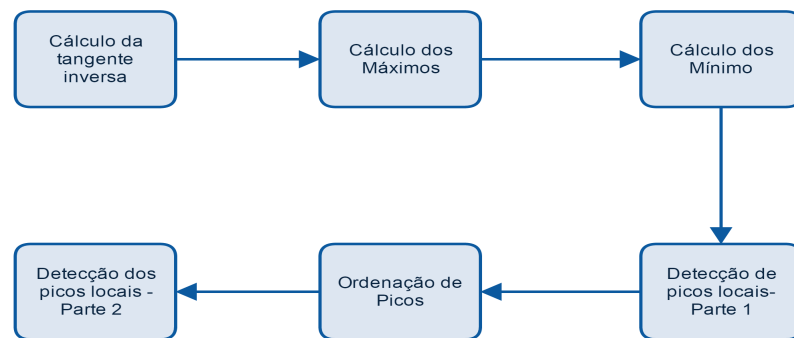 Cálculo da
tangente
inversa
Cálculo dos
Máximos
Cálculo dos
Mínimo
Detecção de
picos locais-
Parte 1
Ordenação de
Picos
Detecção dos
picos locais -
Parte 2